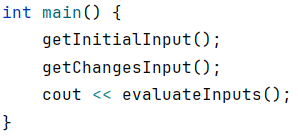 int main() {
    getInitialInput();
    getChangesInput();
    cout << evaluateInputs();
}